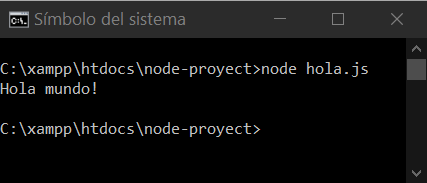 Símbolo del sistema
C:\xampp\htdocs\node-proyect>node hola.js
Hola mundo!
C:\xampp\htdocs\node-proyect>